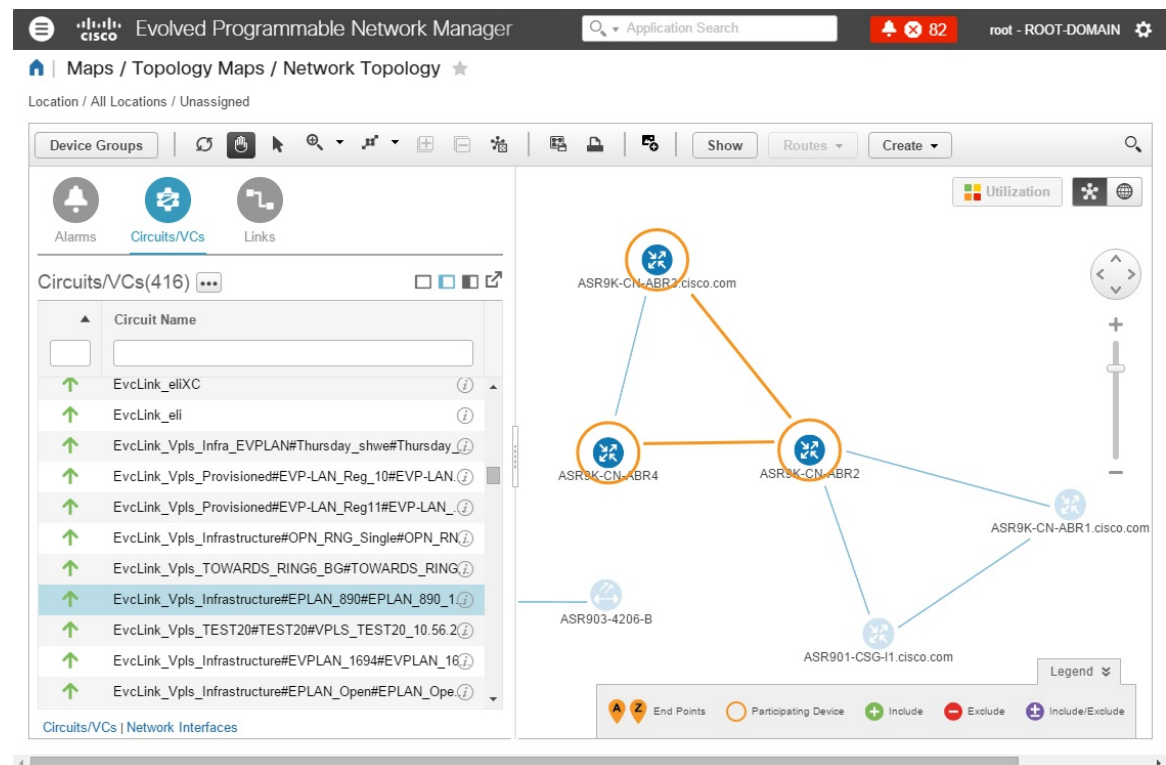 cisco Evolved Programmable Network Manager
Application Search
82
root - ROOT-DOMAIN
Maps / Topology Maps / Network Topology
Location / All Locations / Unassigned
Device Groups
Show
Routes
Create
Utilization
Alarms
Circuits/VCs
Links
Circuits/VCs(416)
Circuit Name
EvcLink_eliXC
EvcLink_eli
EvcLink_Vpls_Infra_EVPLAN#Thursday_shwe#Thursday_
EvcLink_Vpls_Provisioned#EVP-LAN_Reg_10#EVP-LAN.
EvcLink_Vpls_Provisioned#EVP-LAN_Reg11#EVP-LAN_.
EvcLink_Vpls_Infrastructure#OPN_RNG_Single#OPN_RN
EvcLink_Vpls_TOWARDS_RING6_BG#TOWARDS_RING
EvcLink_Vpls_Infrastructure#EPLAN_890#EPLAN_890_1.
EvcLink_Vpls_TEST20#TEST20#VPLS_TEST20_10.56.2
EvcLink_Vpls_Infrastructure#EVPLAN_1694#EVPLAN_16
EvcLink_Vpls_Infrastructure#EPLAN_Open#EPLAN_Ope.
Circuits/VCs | Network Interfaces
ASR9K-CN-ABR3.cisco.com
ASR9K-CN-ABR4
ASR9K-CN-ABR2
ASR9K-CN-ABR1.cisco.com
ASR903-4206-B
ASR901-CSG-I1.cisco.com
Legend
A Z End Points
Participating Device
Include
Exclude
Include/Exclude